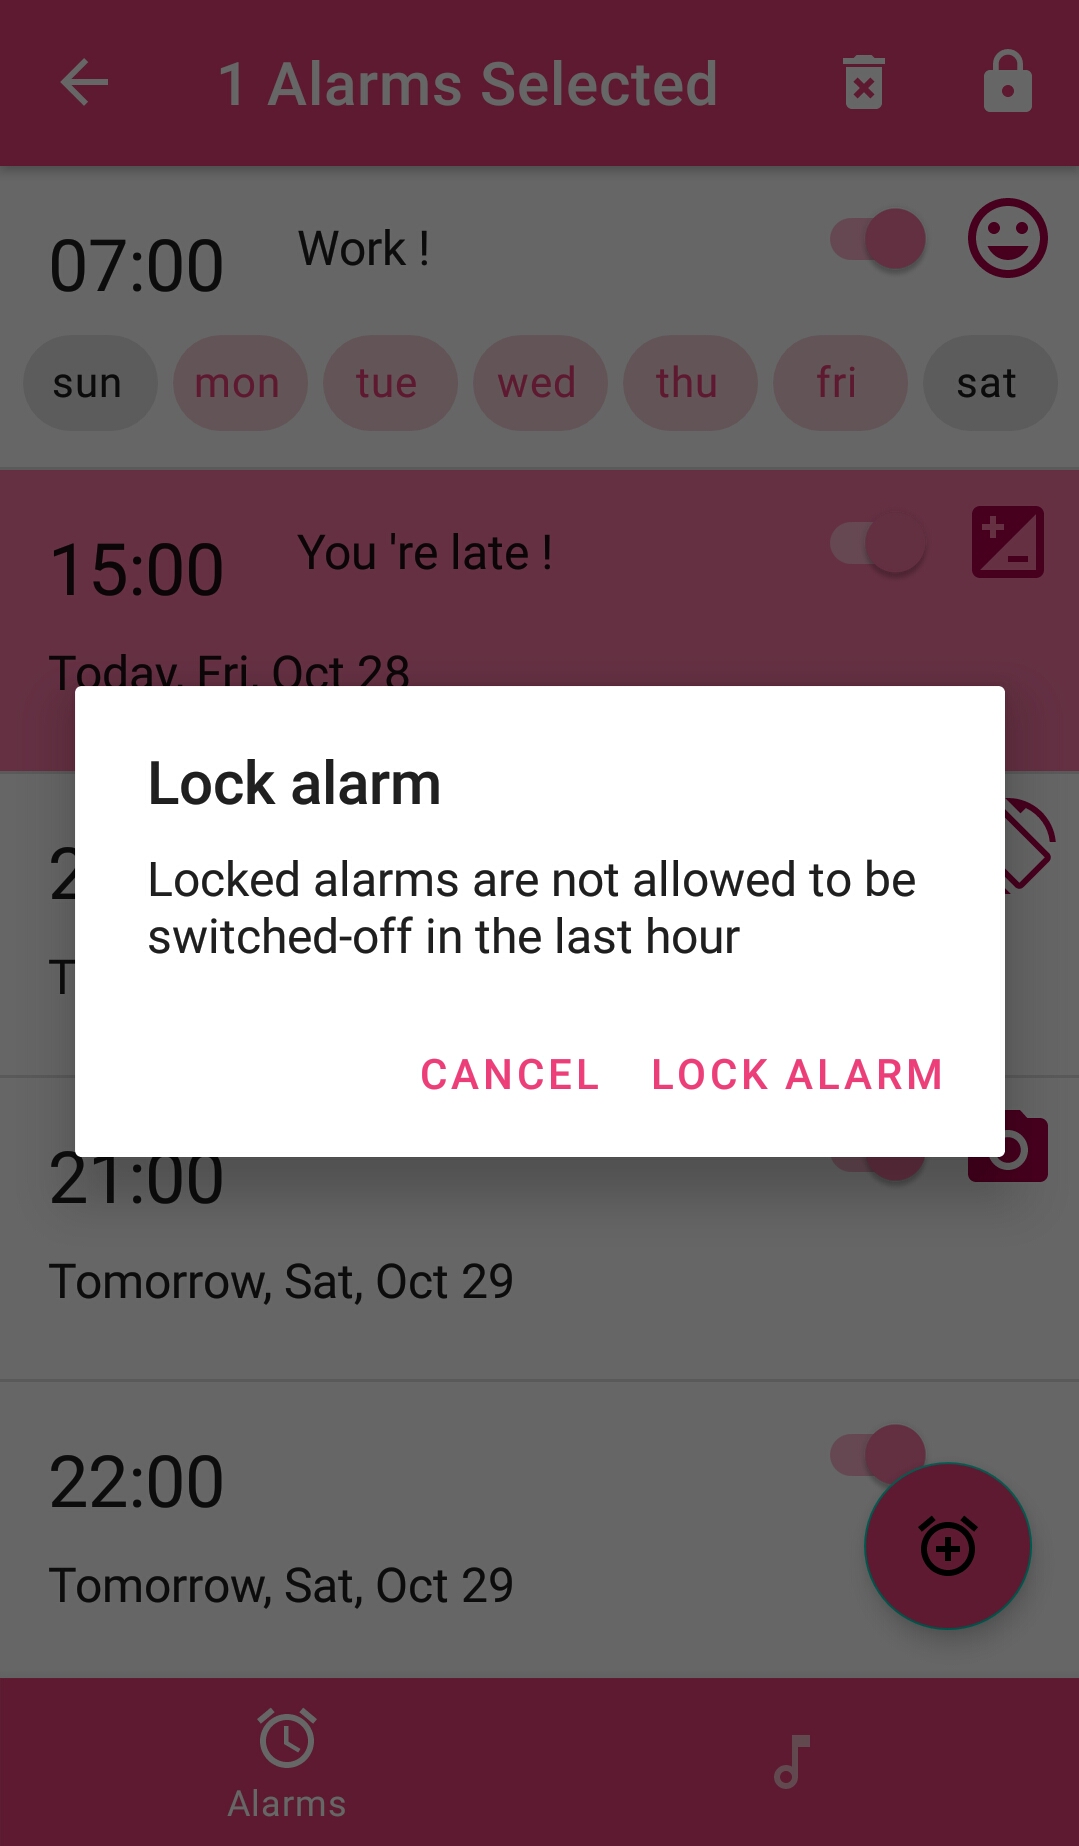 1 Alarms Selected
07:00 Work !
sun mon tue wed thu fri sat
15:00 You 're late !
Today, Fri, Oct 28
Lock alarm
Locked alarms are not allowed to be
switched-off in the last hour
CANCEL LOCK ALARM
21:00
Tomorrow, Sat, Oct 29
22:00
Tomorrow, Sat, Oct 29
Alarms